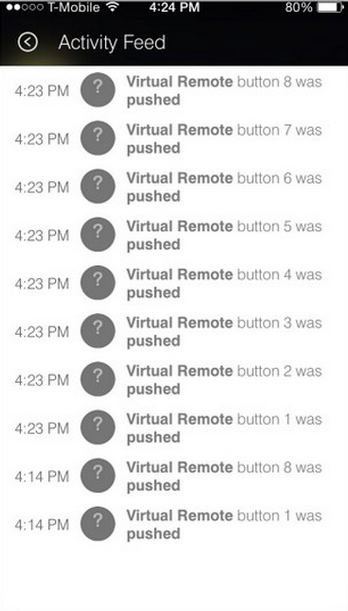 T-Mobile 4:24 PM 80%
Activity Feed
4:23 PM ? Virtual Remote button 8 was
pushed
4:23 PM ? Virtual Remote button 7 was
pushed
4:23 PM ? Virtual Remote button 6 was
pushed
4:23 PM ? Virtual Remote button 5 was
pushed
4:23 PM ? Virtual Remote button 4 was
pushed
4:23 PM ? Virtual Remote button 3 was
pushed
4:23 PM ? Virtual Remote button 2 was
pushed
4:23 PM ? Virtual Remote button 1 was
pushed
4:14 PM ? Virtual Remote button 8 was
pushed
4:14 PM ? Virtual Remote button 1 was
pushed